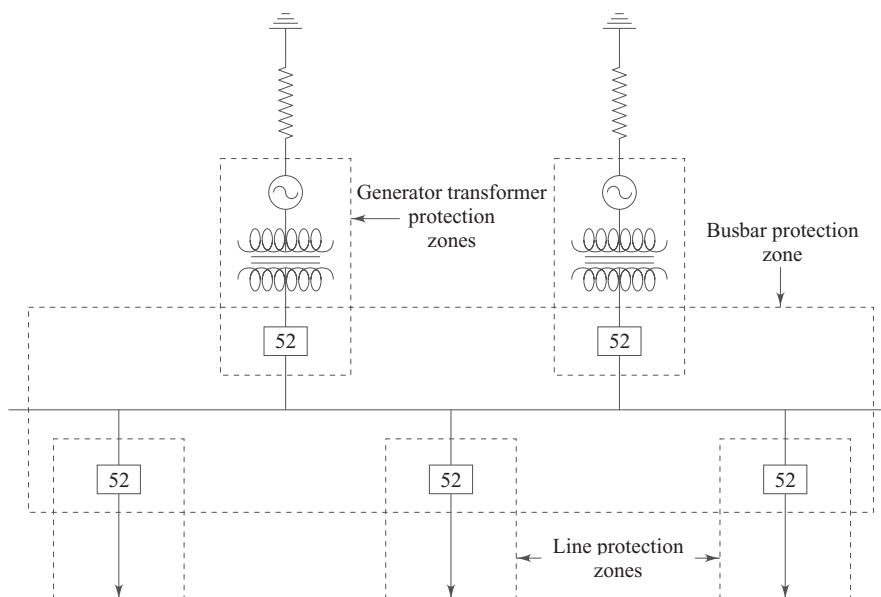 Generator transformer
protection
zones
Busbar protection
zone
52
52
52
52
52
Line protection
zones